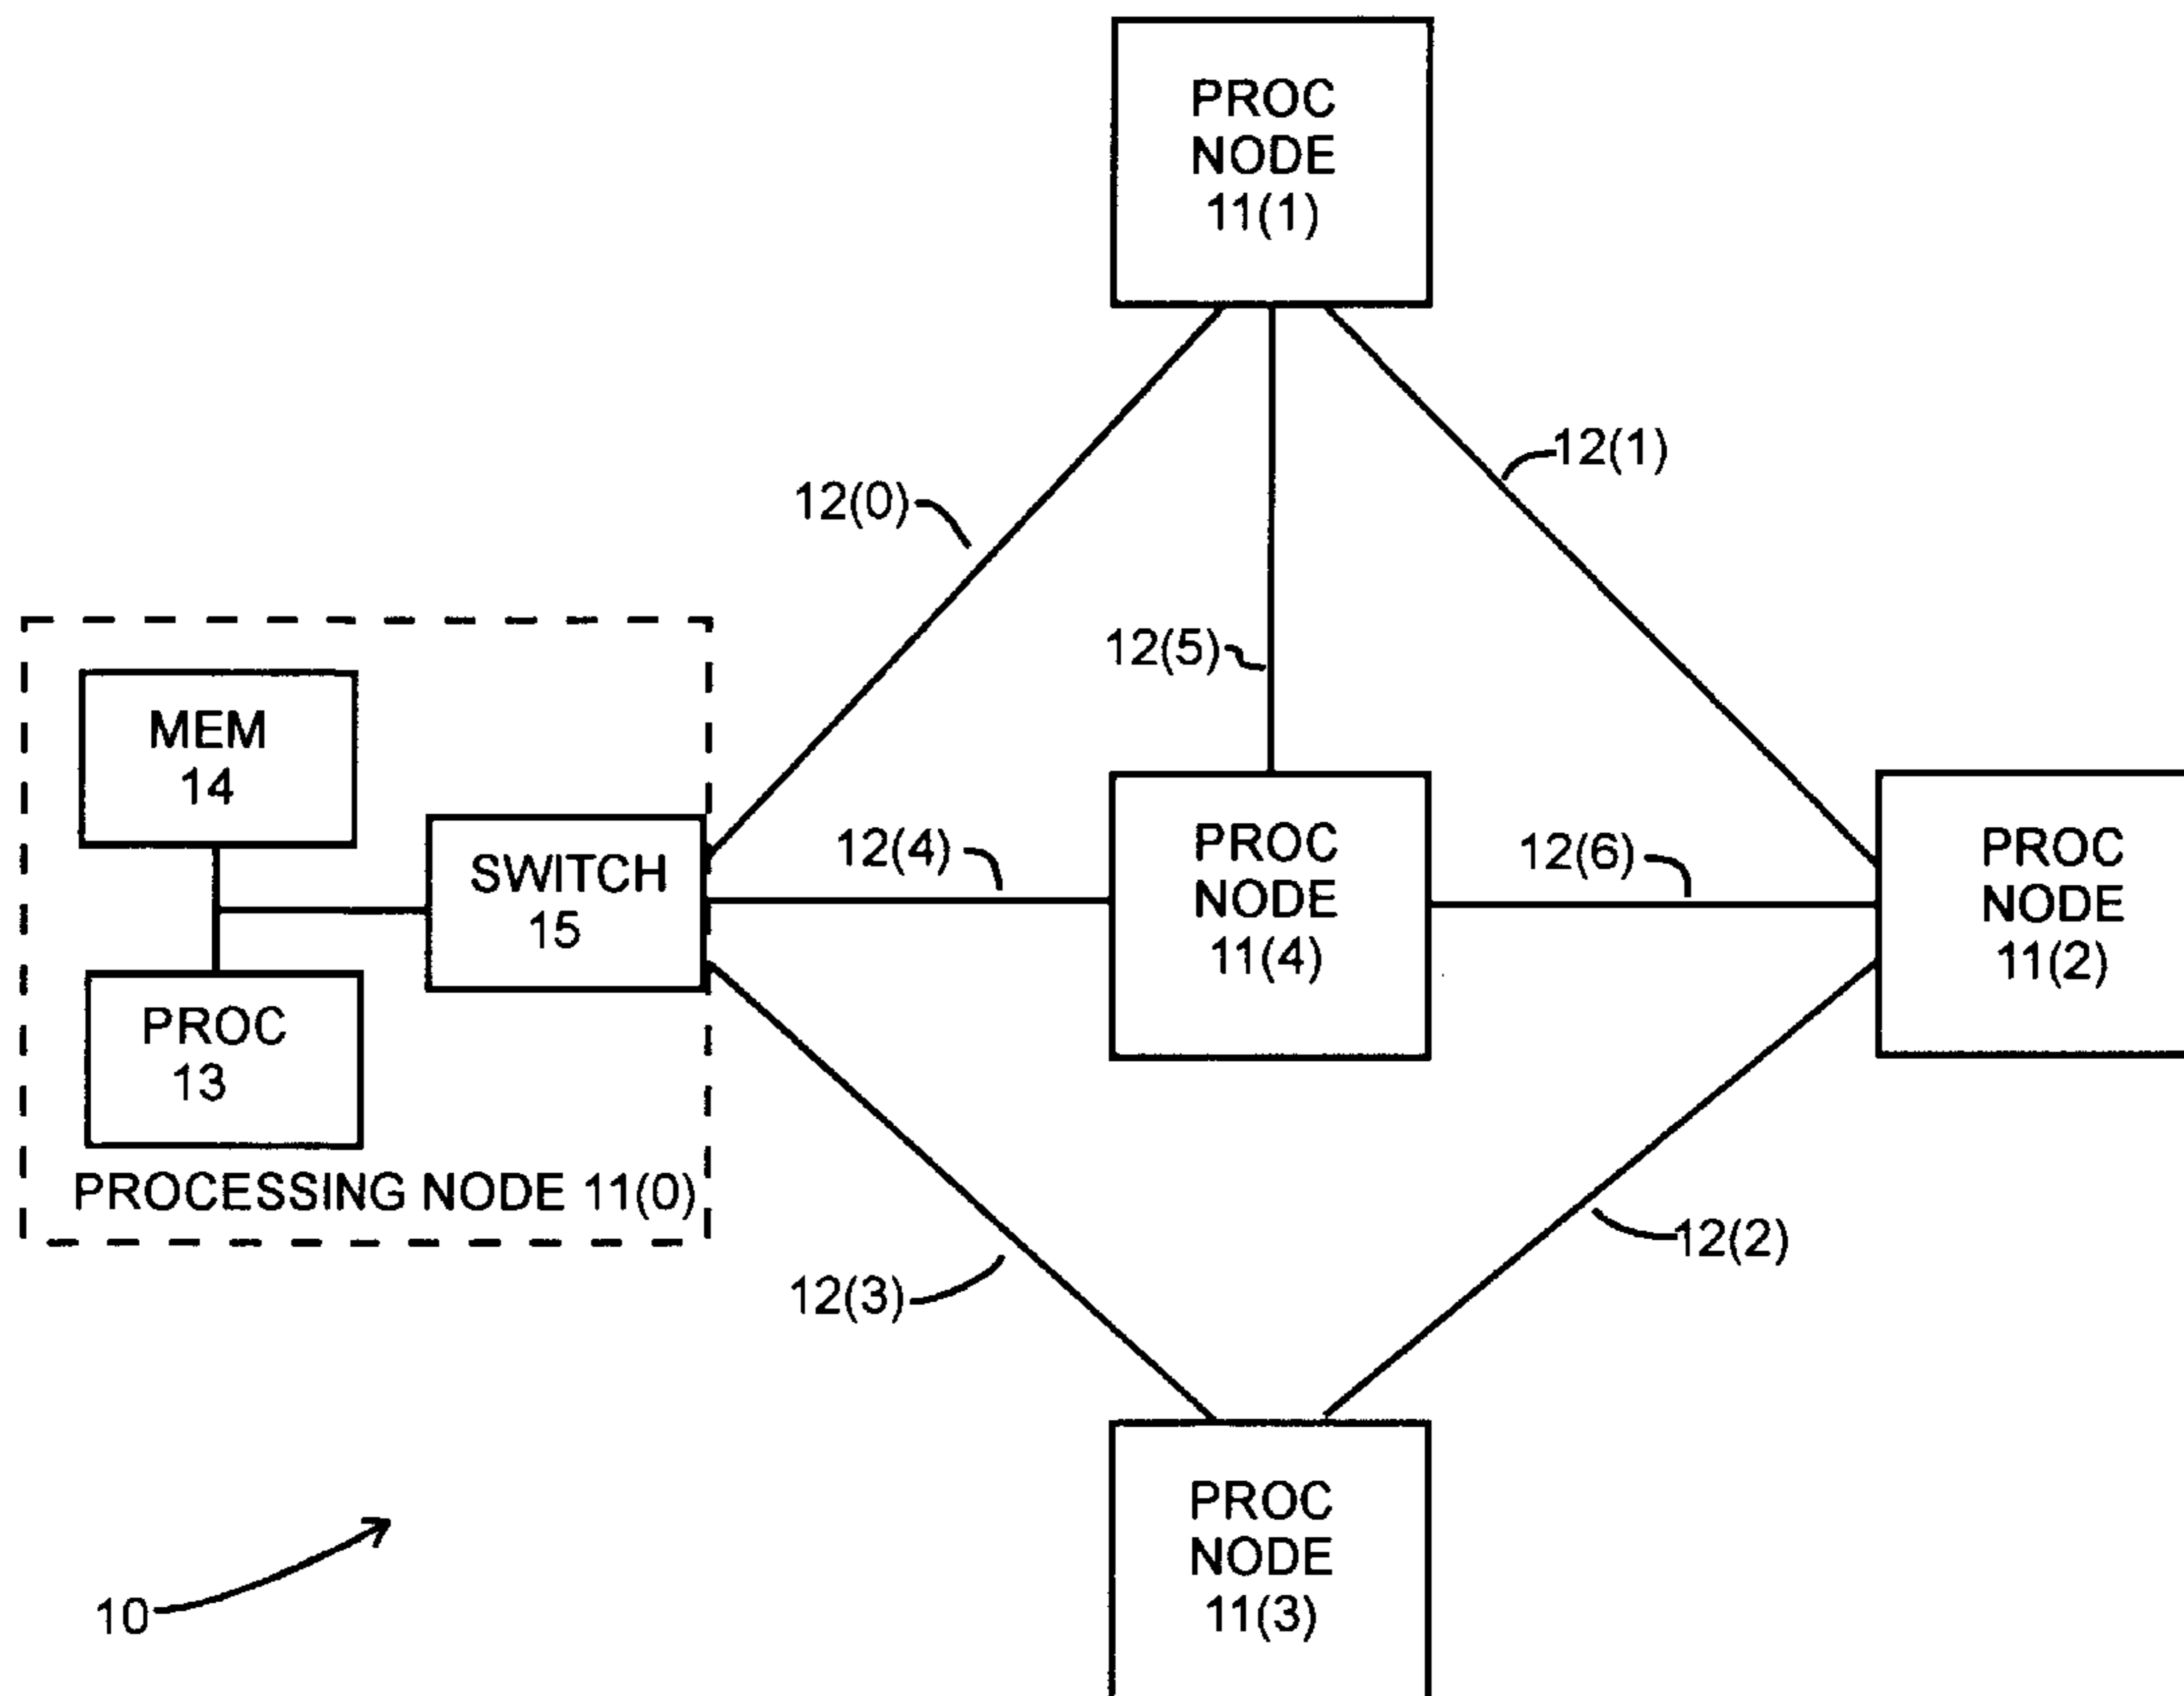 PROC
NODE
11(1)
12(1)
12(0)
12(5)
MEM
14
SWITCH
15
12(4)
PROC
NODE
11(4)
12(6)
PROC
NODE
11(2)
PROC
13
PROCESSING NODE 11(0)
12(3)
12(2)
PROC
NODE
11(3)
10